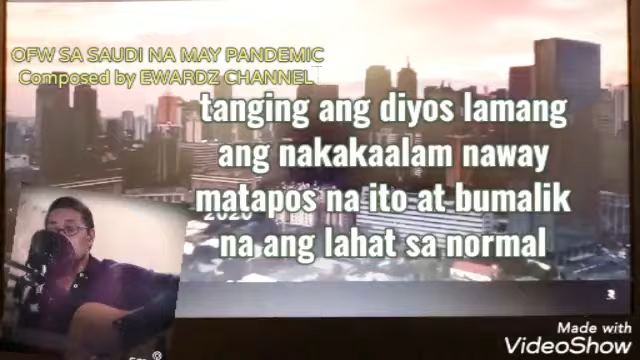 OFW SA SAUDI NA MAY PANDEMIC
Composed by EWARDZ CHANNEL
tanging ang diyos lamang
ang nakakaalam naway
matapos na ito at bumalik
na ang lahat sa normal
2020
Made with
VideoShow